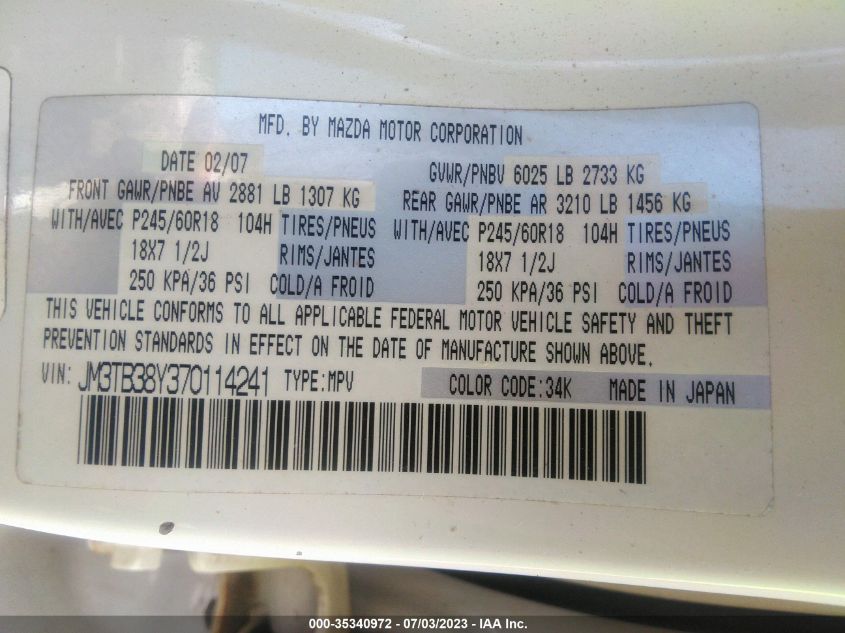 MFD. BY MAZDA MOTOR CORPORATION
DATE 02/07
GVWR/PNBV 6025 LB 2733 KG
FRONT GAWR/PNBE AV 2881 LB 1307 KG
REAR GAWR/PNBE AR 3210 LB 1456 KG
WITH/AVEC P245/60R18 104H TIRES/PNEUS
WITH/AVEC P245/60R18 104H TIRES/PNEUS
18X7 1/2J RIMS/JANTES
18X7 1/2J RIMS/JANTES
250 KPA/36 PSI COLD/A FROID
250 KPA/36 PSI COLD/A FROID
THIS VEHICLE CONFORMS TO ALL APPLICABLE FEDERAL MOTOR VEHICLE SAFETY AND THEFT
PREVENTION STANDARDS IN EFFECT ON THE DATE OF MANUFACTURE SHOWN ABOVE.
VIN: JM3TB38Y370114241 TYPE:MPV COLOR CODE:34K MADE IN JAPAN
000-35340972 / 07/03/2023 - IAA Inc.